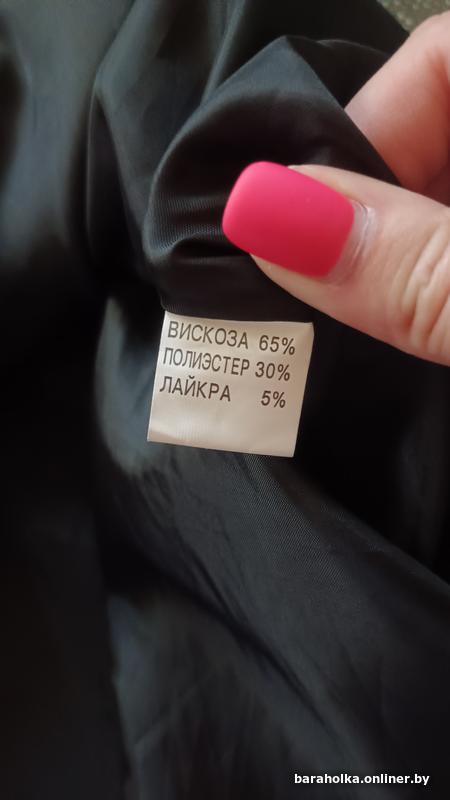 ВИСКОЗА 65%
ПОЛИЭСТЕР 30%
ЛАЙКРА 5%
baraholka.onliner.by